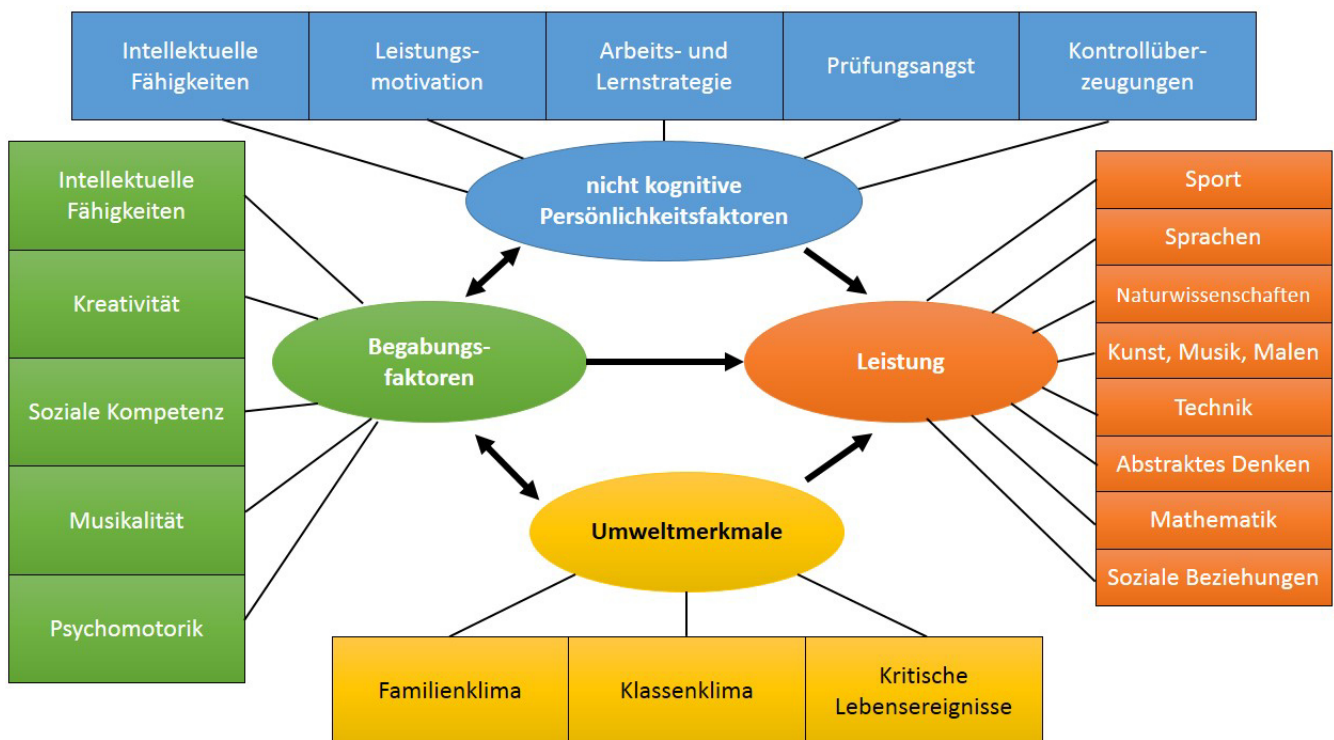 Intellektuelle
Fähigkeiten
Leistungs-
motivation
Arbeits- und
Lernstrategie
Prüfungsangst
Kontrollüber-
zeugungen
nicht kognitive
Persönlichkeitsfaktoren
Intellektuelle
Fähigkeiten
Kreativität
Soziale Kompetenz
Musikalität
Psychomotorik
Begabungs-
faktoren
Leistung
Sport
Sprachen
Naturwissenschaften
Kunst, Musik, Malen
Technik
Abstraktes Denken
Mathematik
Soziale Beziehungen
Umweltmerkmale
Familienklima
Klassenklima
Kritische
Lebensereignisse